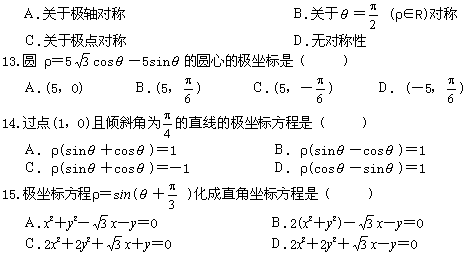 A.关于极轴对称 B.关于θ=π/2 (ρ∈R)对称
C.关于极点对称 D.无对称性
13.圆 ρ=5√3cosθ-5sinθ的圆心的极坐标是( )
A.(5, 0) B.(5, π/6) C.(5, -π/6) D.(-5, π/6)
14.过点(1, 0)且倾斜角为π/4的直线的极坐标方程是( )
A. ρ(sinθ+cosθ)=1 B. ρ(sinθ-cosθ)=1
C. ρ(sinθ+cosθ)=-1 D. ρ(cosθ-sinθ)=1
15.极坐标方程ρ=sin(θ+π/3 )化成直角坐标方程是( )
A.x²+y²-√3x-y=0 B.2(x²+y²)-√3x-y=0
C.2x²+2y²+√3x+y=0 D.2x²+2y²+√3x-y=0